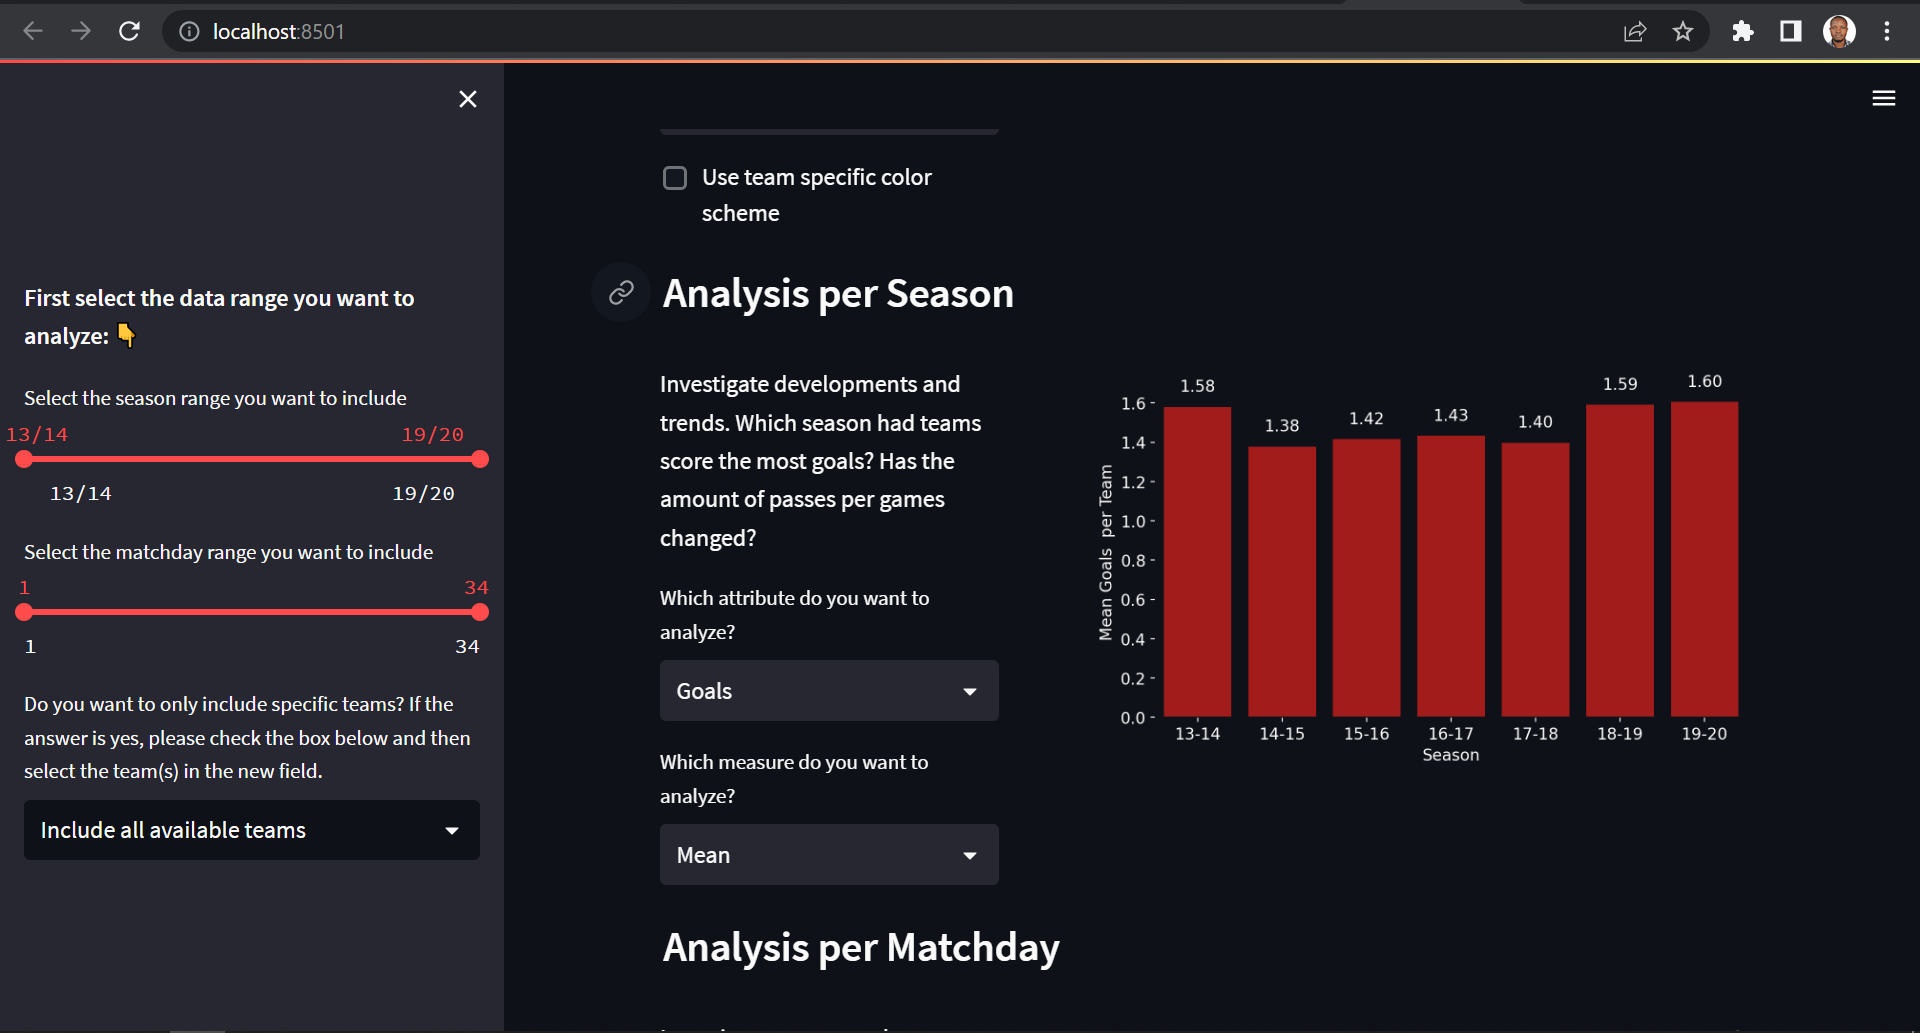 localhost:8501
First select the data range you want to
analyze: 👇
Select the season range you want to include
13/14 19/20
13/14 19/20
Select the matchday range you want to include
1 34
1 34
Do you want to only include specific teams? If the
answer is yes, please check the box below and then
select the team(s) in the new field.
Include all available teams
Use team specific color
scheme
Analysis per Season
Investigate developments and
trends. Which season had teams
score the most goals? Has the
amount of passes per games
changed?
Which attribute do you want to
analyze?
Goals
Which measure do you want to
analyze?
Mean
Mean Goals per Team
1.6
1.4
1.2
1.0
0.8
0.6
0.4
0.2
0.0
1.58 1.38 1.42 1.43 1.40 1.59 1.60
13-14 14-15 15-16 16-17 17-18 18-19 19-20
Season
Analysis per Matchday